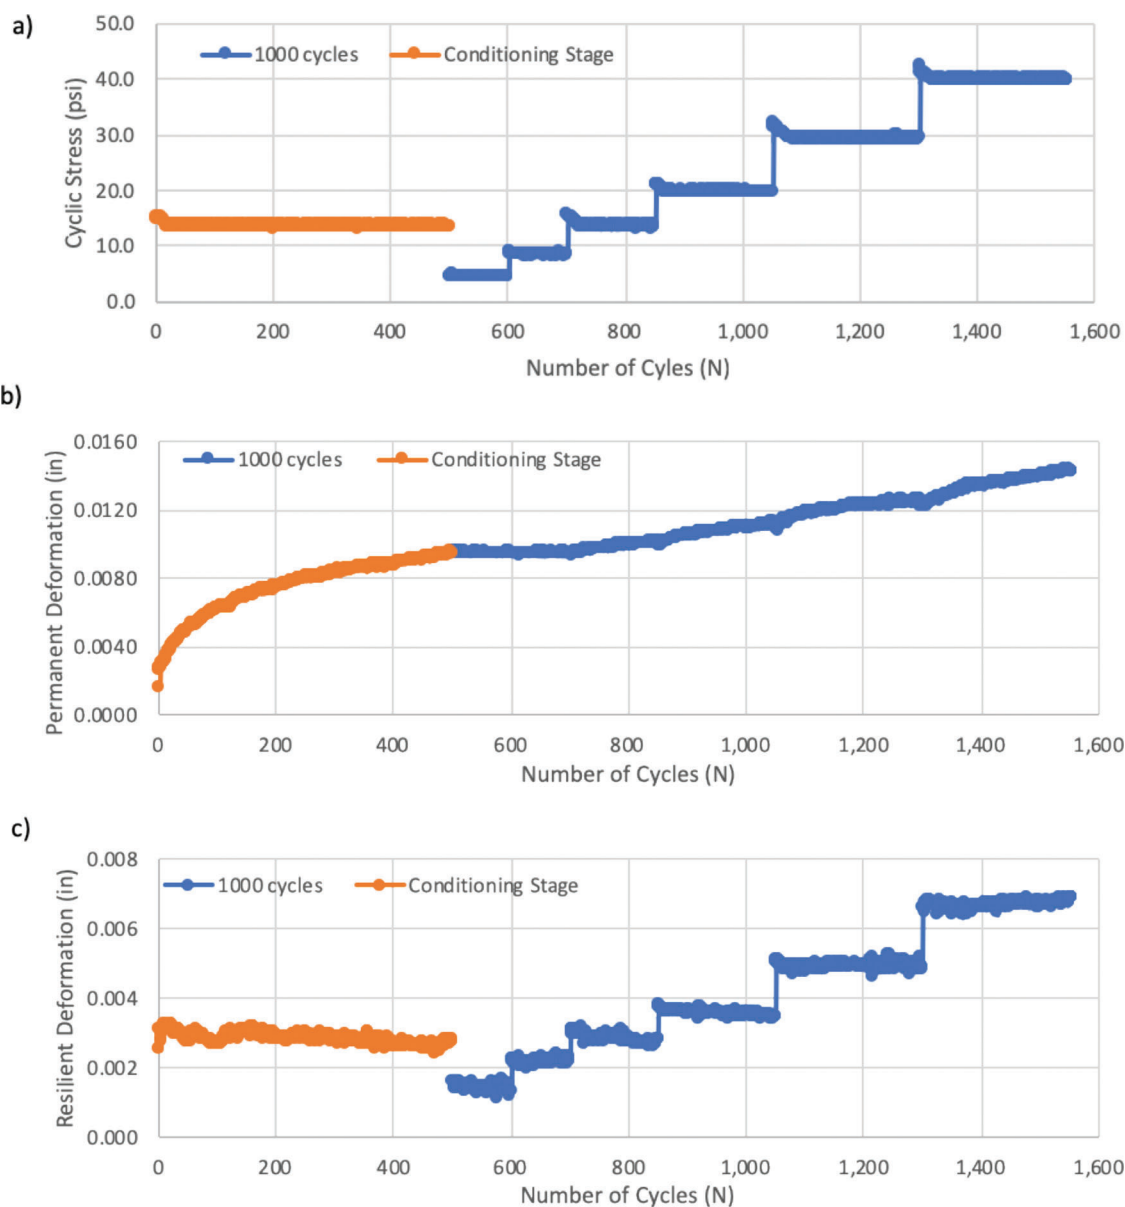 a)
50.0
1000 cycles Conditioning Stage
40.0
30.0
20.0
10.0
0.0
Cyclic Stress (psi)
0 200 400 600 800 1,000 1,200 1,400 1,600
Number of Cyles (N)
b)
0.0160
1000 cycles Conditioning Stage
0.0120
0.0080
0.0040
0.0000
Permanent Deformation (in)
0 200 400 600 800 1,000 1,200 1,400 1,600
Number of Cycles (N)
c)
0.008
1000 cycles Conditioning Stage
0.006
0.004
0.002
0.000
Resilient Deformation (in)
0 200 400 600 800 1,000 1,200 1,400 1,600
Number of Cycles (N)